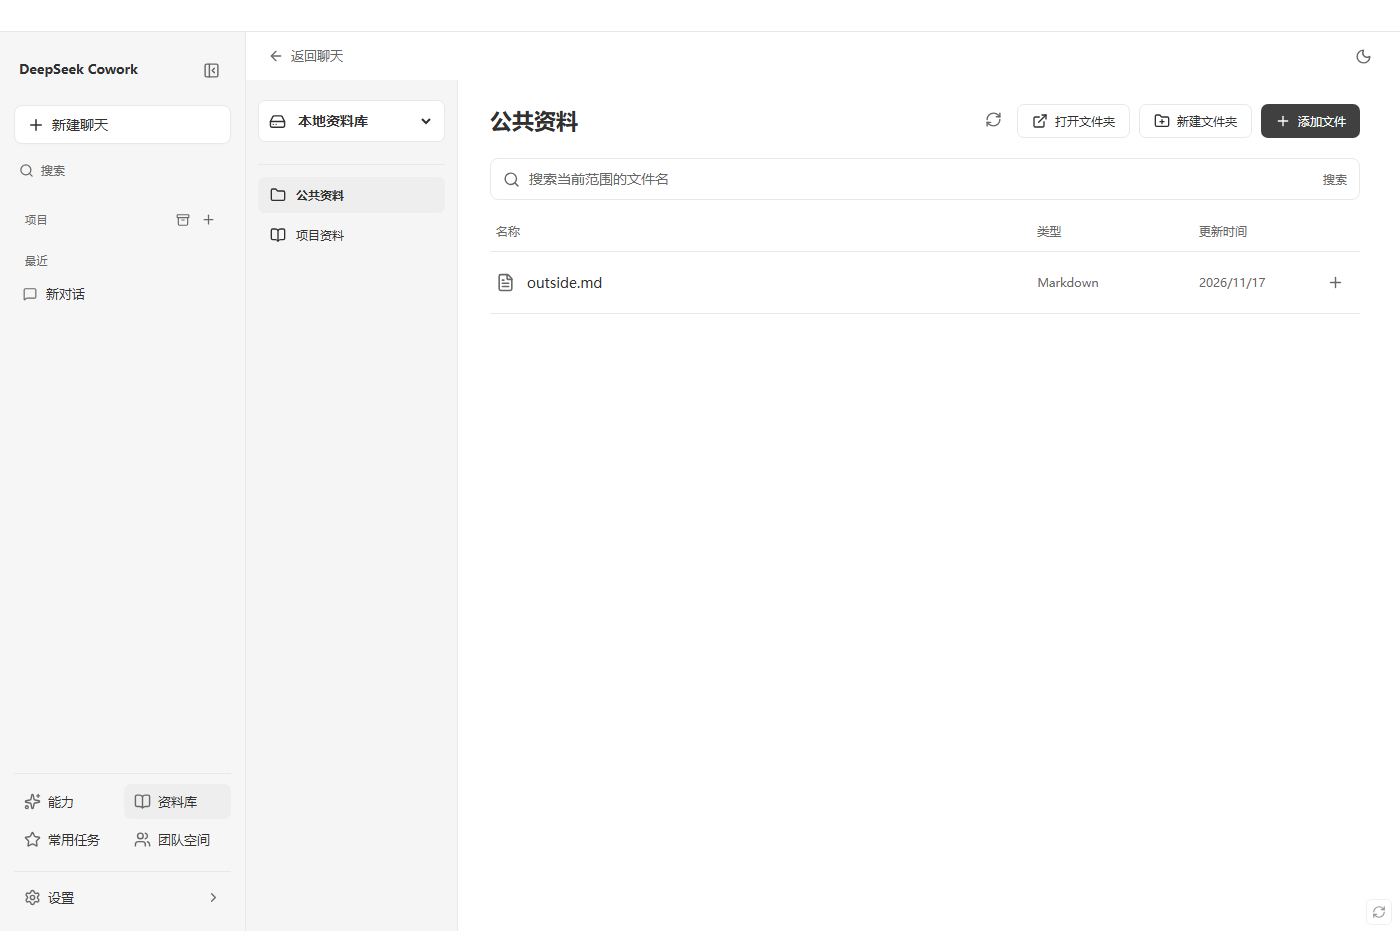 DeepSeek Cowork
新建聊天
搜索
项目
最近
新对话
能力
资料库
常用任务
团队空间
设置
返回聊天
本地资料库
公共资料
项目资料
公共资料
打开文件夹
新建文件夹
添加文件
搜索当前范围的文件名
搜索
名称 类型 更新时间
outside.md Markdown 2026/11/17